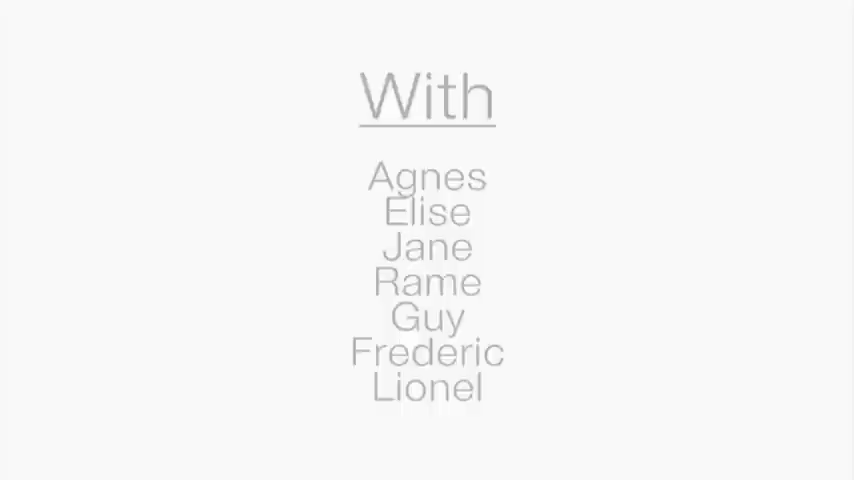 With
Agnes
Elise
Jane
Rame
Guy
Frederic
Lionel